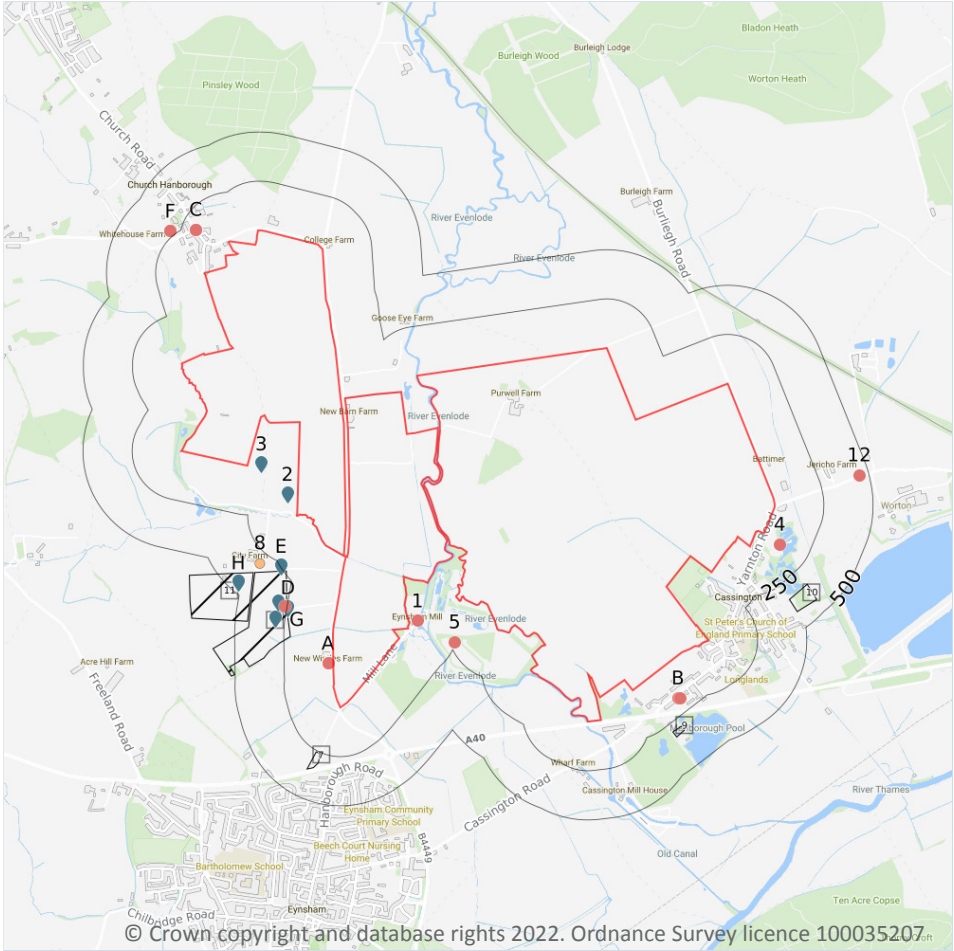 Bladon Heath
Burleigh Lodge
Burleigh Wood
Worton Heath
Pinsley Wood
Church Road
Church Hanborough
Burleigh Farm
F
C
Whitehouse Farm
College Farm
River Evenlode
Burliegh Road
River Evenlode
Goose Eye Farm
Purwell Farm
New Barn Farm
River Evenlode
3
2
Battimer
12
Jericho Farm
Worton
4
Yarnton Road
8
E
City Farm
H
11
D
G
1
Eynsham Mill
5
River Evenlode
Cassington
250
10
500
St Peter's Church of
England Primary School
A
New Wintles Farm
Mill Lane
River Evenlode
Longlands
B
Acre Hill Farm
Freeland Road
9
7
A40
Wharf Farm
Cassington Mill House
Hanborough Road
Cassington Road
River Thames
Eynsham Community
Primary School
B4449
Beech Court Nursing
Home
Old Canal
Bartholomew School
Eynsham
Chilbridge Road
Ten Acre Copse
© Crown copyright and database rights 2022. Ordnance Survey licence 100035207.